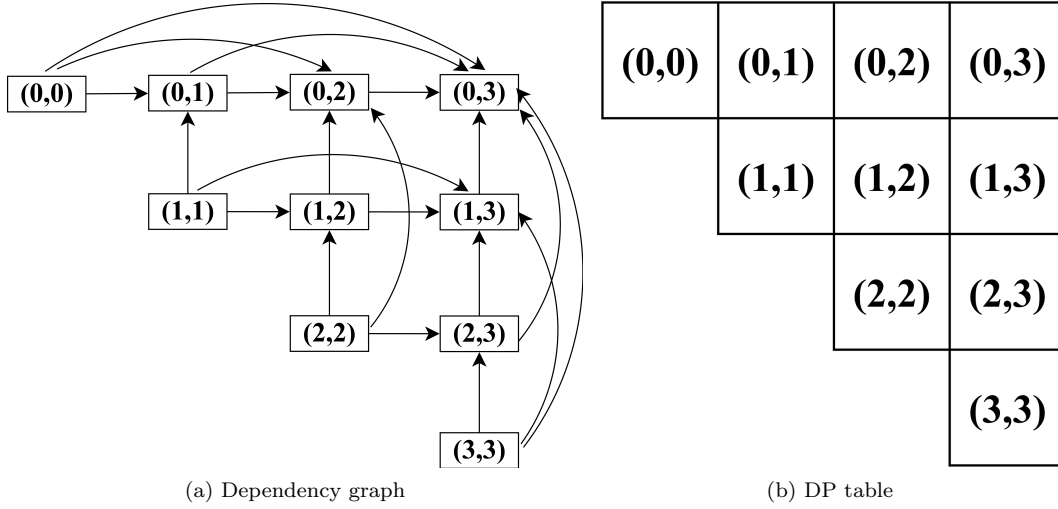 (0,0) (0,1) (0,2) (0,3)
(1,1) (1,2) (1,3)
(2,2) (2,3)
(3,3)
(a) Dependency graph
(0,0) (0,1) (0,2) (0,3)
(1,1) (1,2) (1,3)
(2,2) (2,3)
(3,3)
(b) DP table